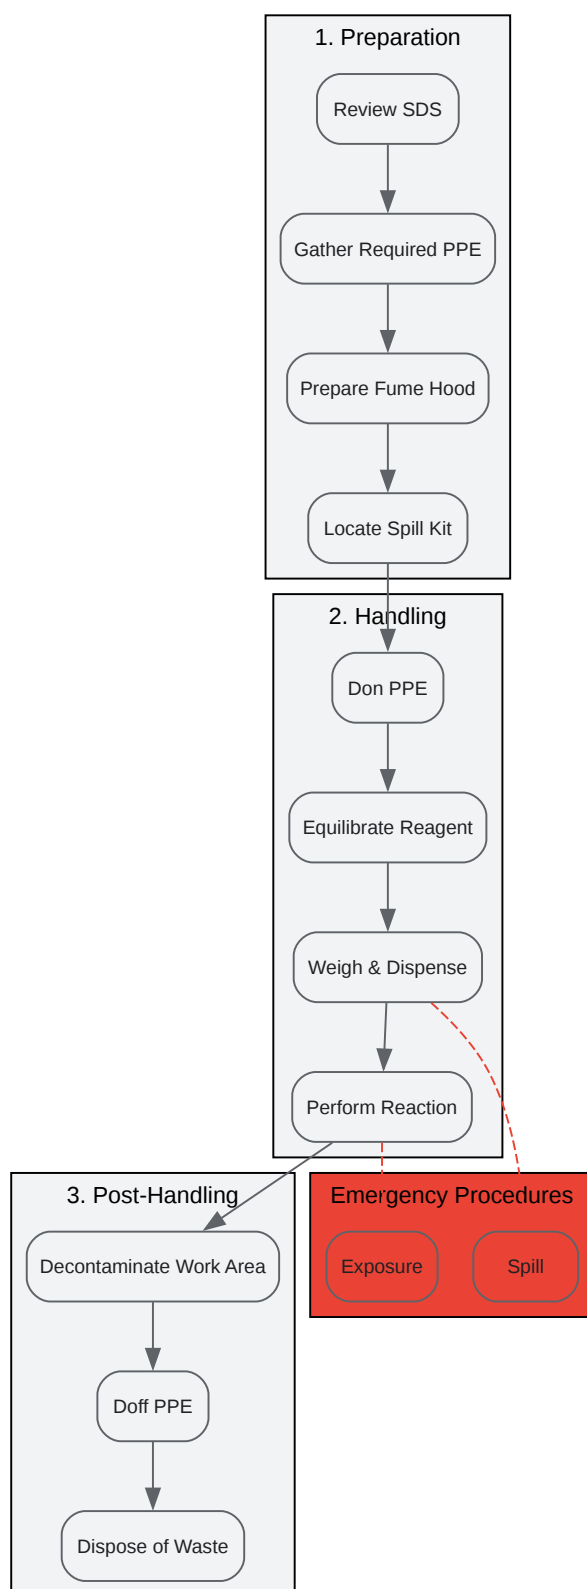 1. Preparation
Review SDS
Gather Required PPE
Prepare Fume Hood
Locate Spill Kit
2. Handling
Don PPE
Equilibrate Reagent
Weigh & Dispense
Perform Reaction
3. Post-Handling
Decontaminate Work Area
Doff PPE
Dispose of Waste
Emergency Procedures
Exposure
Spill